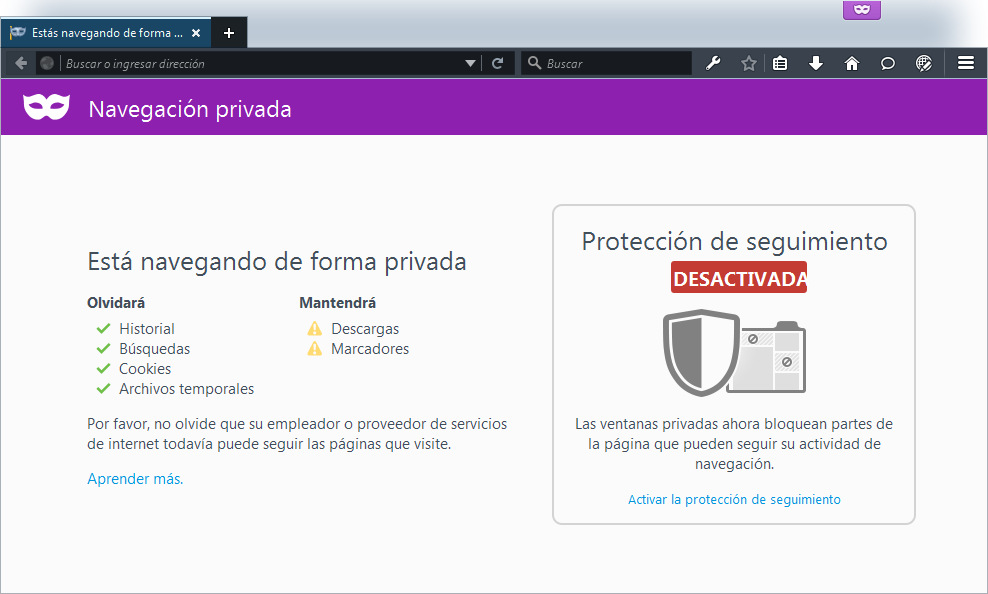 Estás navegando de forma ...
Buscar o ingresar dirección
Buscar
Navegación privada
Está navegando de forma privada
Olvidará
Historial
Búsquedas
Cookies
Archivos temporales
Mantendrá
Descargas
Marcadores
Por favor, no olvide que su empleador o proveedor de servicios
de internet todavía puede seguir las páginas que visite.
Aprender más.
Protección de seguimiento
DESACTIVADA
Las ventanas privadas ahora bloquean partes de
la página que pueden seguir su actividad de
navegación.
Activar la protección de seguimiento